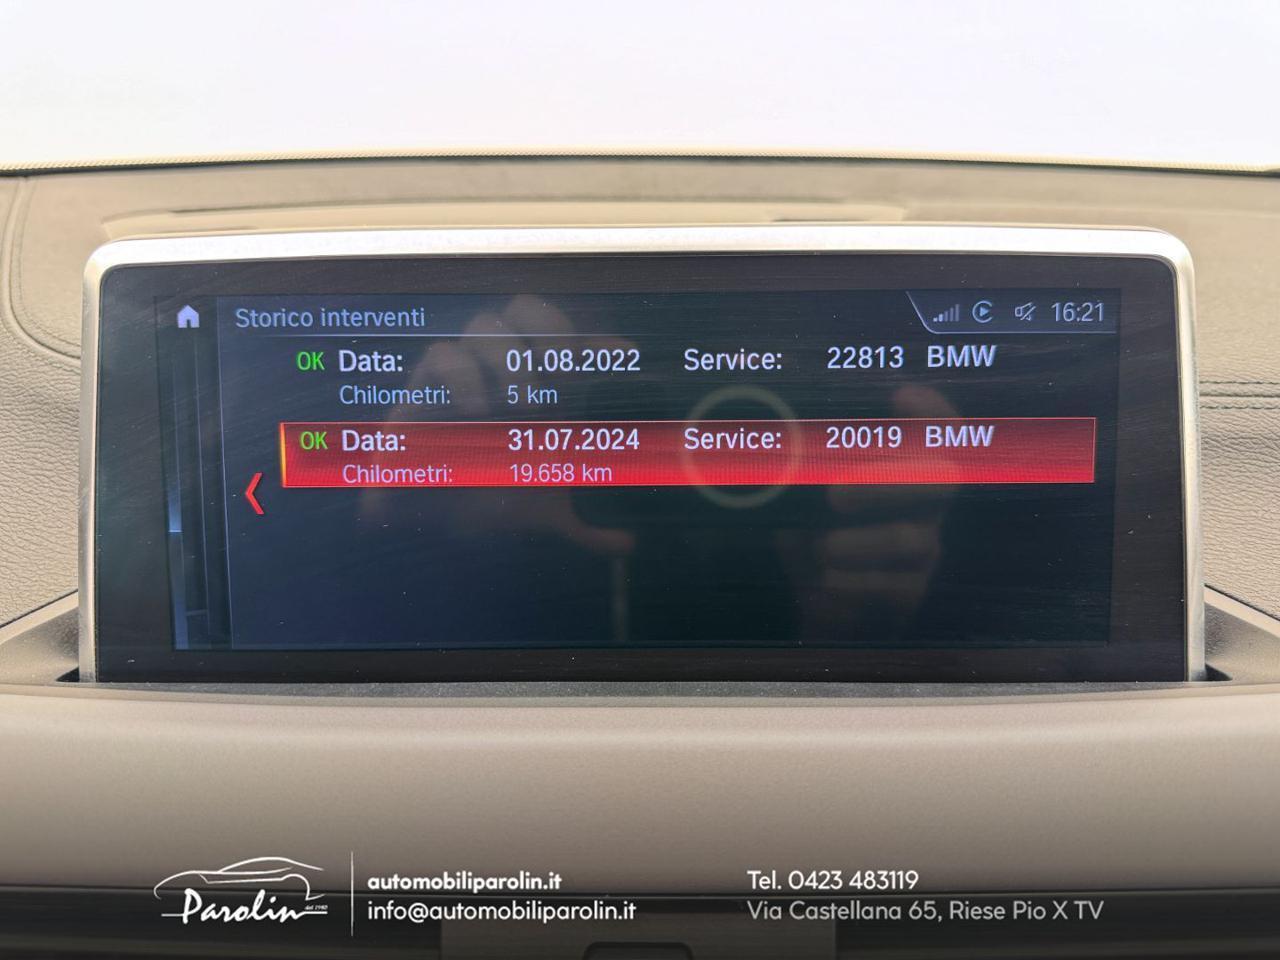 Storico interventi 16:21
OK Data: 01.08.2022 Service: 22813 BMW
Chilometri: 5 km
OK Data: 31.07.2024 Service: 20019 BMW
Chilometri: 19.658 km
Parolin dal 1980
automobiliparolin.it
info@automobiliparolin.it
Tel. 0423 483119
Via Castellana 65, Riese Pio X TV